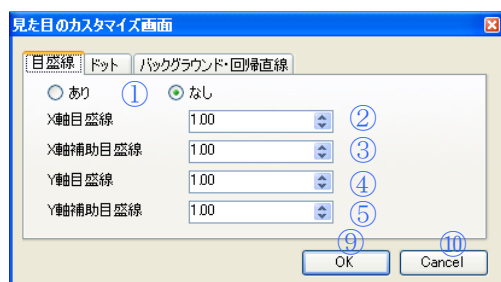 見た目のカスタマイズ画面
目盛線 ドット バックグラウンド・回帰直線
あり ① なし
X軸目盛線 1.00 ②
X軸補助目盛線 1.00 ③
Y軸目盛線 1.00 ④
Y軸補助目盛線 1.00 ⑤
⑨ ⑩
OK Cancel